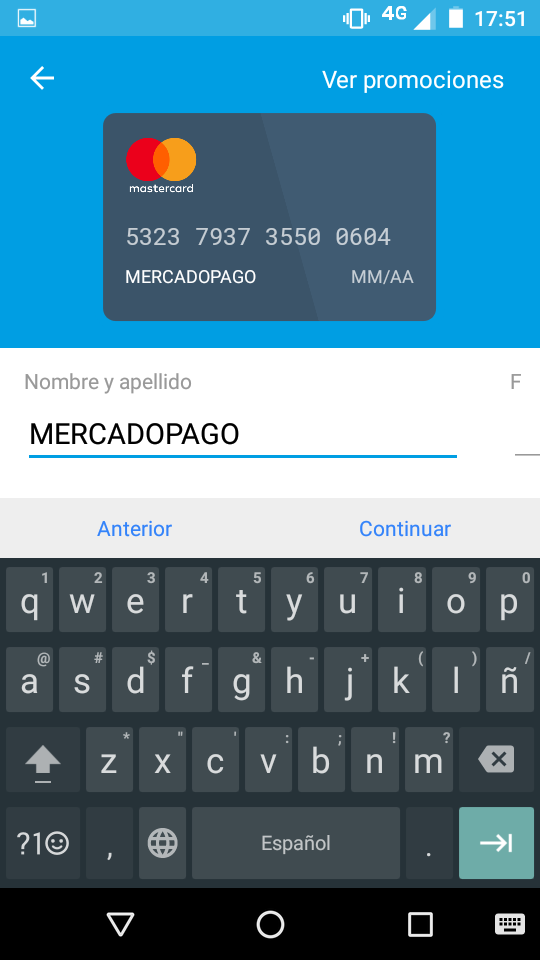 4G 17:51
Ver promociones
mastercard
5323 7937 3550 0604
MERCADOPAGO MM/AA
Nombre y apellido F
MERCADOPAGO
Anterior Continuar
1 2 3 4 5 6 7 8 9 0
q w e r t y u i o p
@ # $ _ & - + ( ) /
a s d f g h j k l ñ
* " ' : ; ! ?
z x c v b n m
?1☺ , Español .